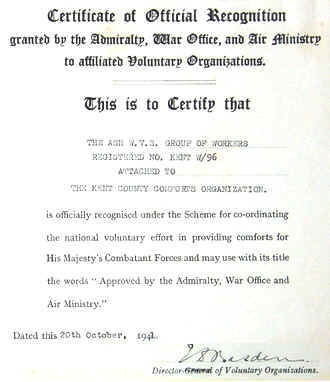 Certificate of Official Recognition
granted by the Admiralty, War Office, and Air Ministry
to affiliated Voluntary Organizations.
This is to Certify that
THE ASH W.V.S. GROUP OF WORKERS
REGISTERED NO. KENT W/96
ATTACHED TO
THE KENT COUNTY COMFORTS ORGANIZATION.
is officially recognised under the Scheme for co-ordinating
the national voluntary effort in providing comforts for
His Majesty's Combatant Forces and may use with its title
the words "Approved by the Admiralty, War Office and
Air Ministry."
Dated this 20th October, 1941.
Director-General of Voluntary Organizations.